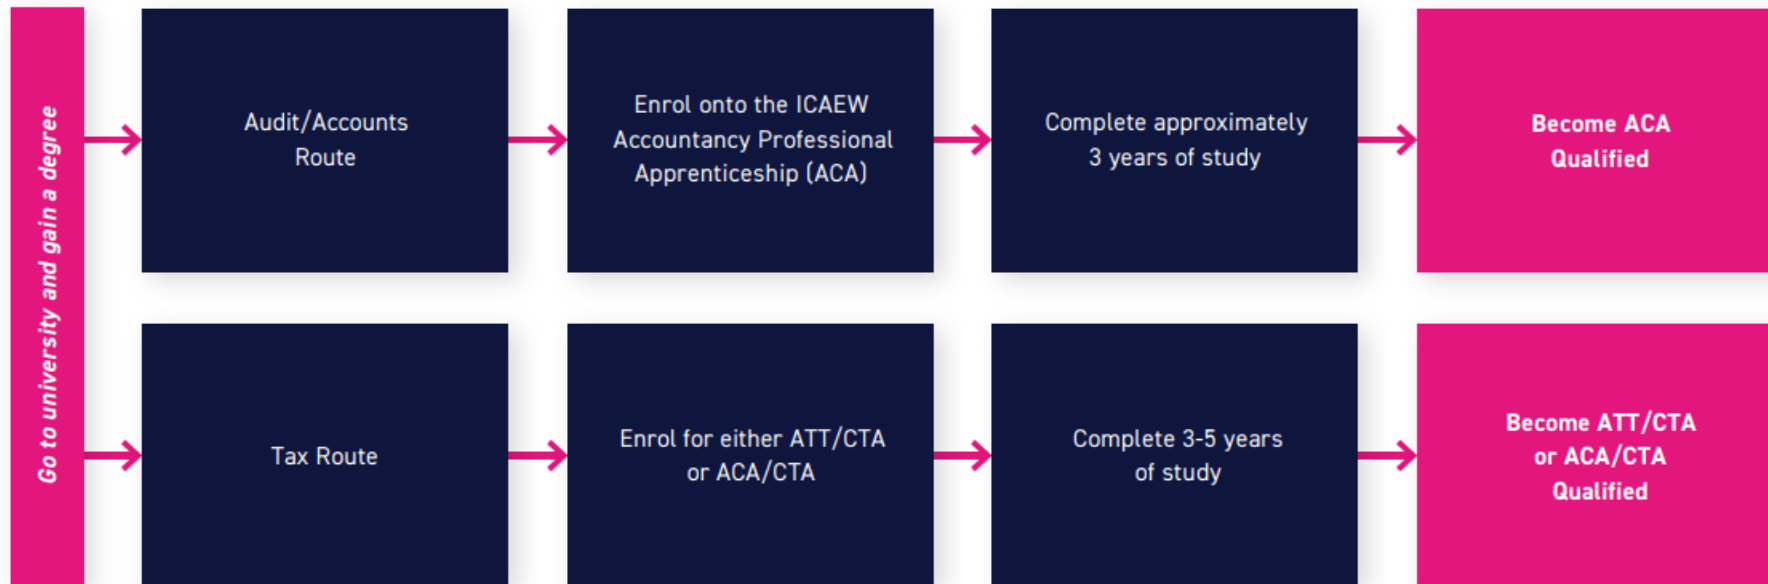 Go to university and gain a degree
Audit/Accounts
Route
Enrol onto the ICAEW
Accountancy Professional
Apprenticeship (ACA)
Complete approximately
3 years of study
Become ACA
Qualified
Tax Route
Enrol for either ATT/CTA
or ACA/CTA
Complete 3-5 years
of study
Become ATT/CTA
or ACA/CTA
Qualified